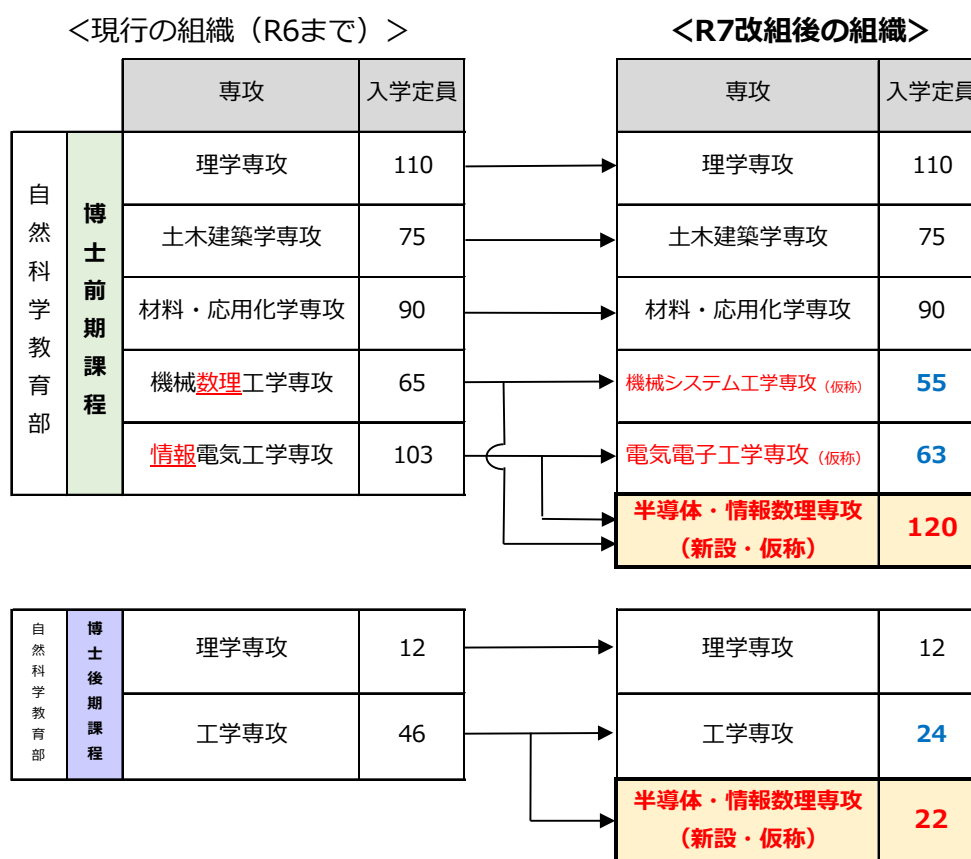 <現行の組織（R6まで）>
<R7改組後の組織>
専攻 入学定員
専攻 入学定員
自然科学教育部
博士前期課程
理学専攻 110
理学専攻 110
土木建築学専攻 75
土木建築学専攻 75
材料・応用化学専攻 90
材料・応用化学専攻 90
機械数理工学専攻 65
機械システム工学専攻（仮称） 55
情報電気工学専攻 103
電気電子工学専攻（仮称） 63
半導体・情報数理専攻
（新設・仮称）
120
自然科学教育部
博士後期課程
理学専攻 12
理学専攻 12
工学専攻 46
工学専攻 24
半導体・情報数理専攻
（新設・仮称）
22